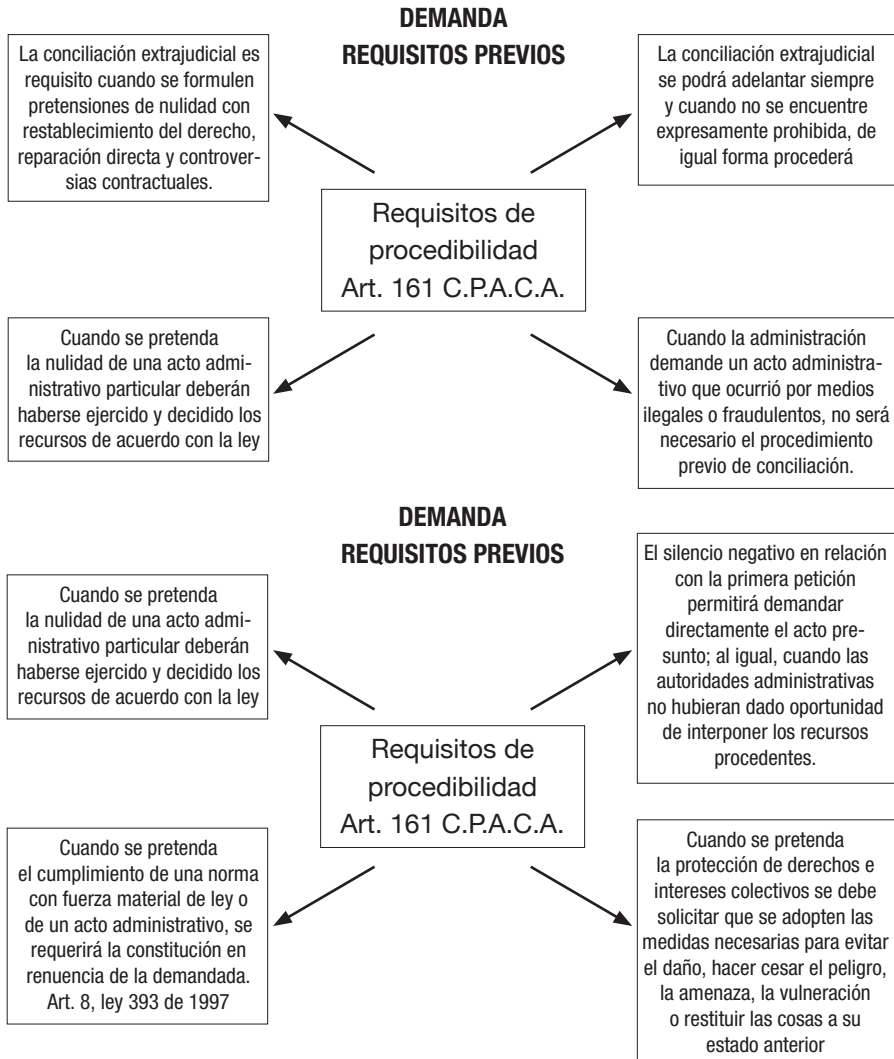 DEMANDA
REQUISITOS PREVIOS
La conciliación extrajudicial es
requisito cuando se formulen
pretensiones de nulidad con
restablecimiento del derecho,
reparación directa y controver-
sias contractuales.
La conciliación extrajudicial
se podrá adelantar siempre
y cuando no se encuentre
expresamente prohibida, de
igual forma procederá
Requisitos de
procedibilidad
Art. 161 C.P.A.C.A.
Cuando se pretenda
la nulidad de una acto admi-
nistrativo particular deberán
haberse ejercido y decidido los
recursos de acuerdo con la ley
Cuando la administración
demande un acto administra-
tivo que ocurrió por medios
ilegales o fraudulentos, no será
necesario el procedimiento
previo de conciliación.
DEMANDA
REQUISITOS PREVIOS
Cuando se pretenda
la nulidad de una acto admi-
nistrativo particular deberán
haberse ejercido y decidido los
recursos de acuerdo con la ley
El silencio negativo en relación
con la primera petición
permitirá demandar
directamente el acto pre-
sunto; al igual, cuando las
autoridades administrativas
no hubieran dado oportunidad
de interponer los recursos
procedentes.
Requisitos de
procedibilidad
Art. 161 C.P.A.C.A.
Cuando se pretenda
el cumplimiento de una norma
con fuerza material de ley o
de un acto administrativo, se
requerirá la constitución en
renuencia de la demandada.
Art. 8, ley 393 de 1997
Cuando se pretenda
la protección de derechos e
intereses colectivos se debe
solicitar que se adopten las
medidas necesarias para evitar
el daño, hacer cesar el peligro,
la amenaza, la vulneración
o restituir las cosas a su
estado anterior